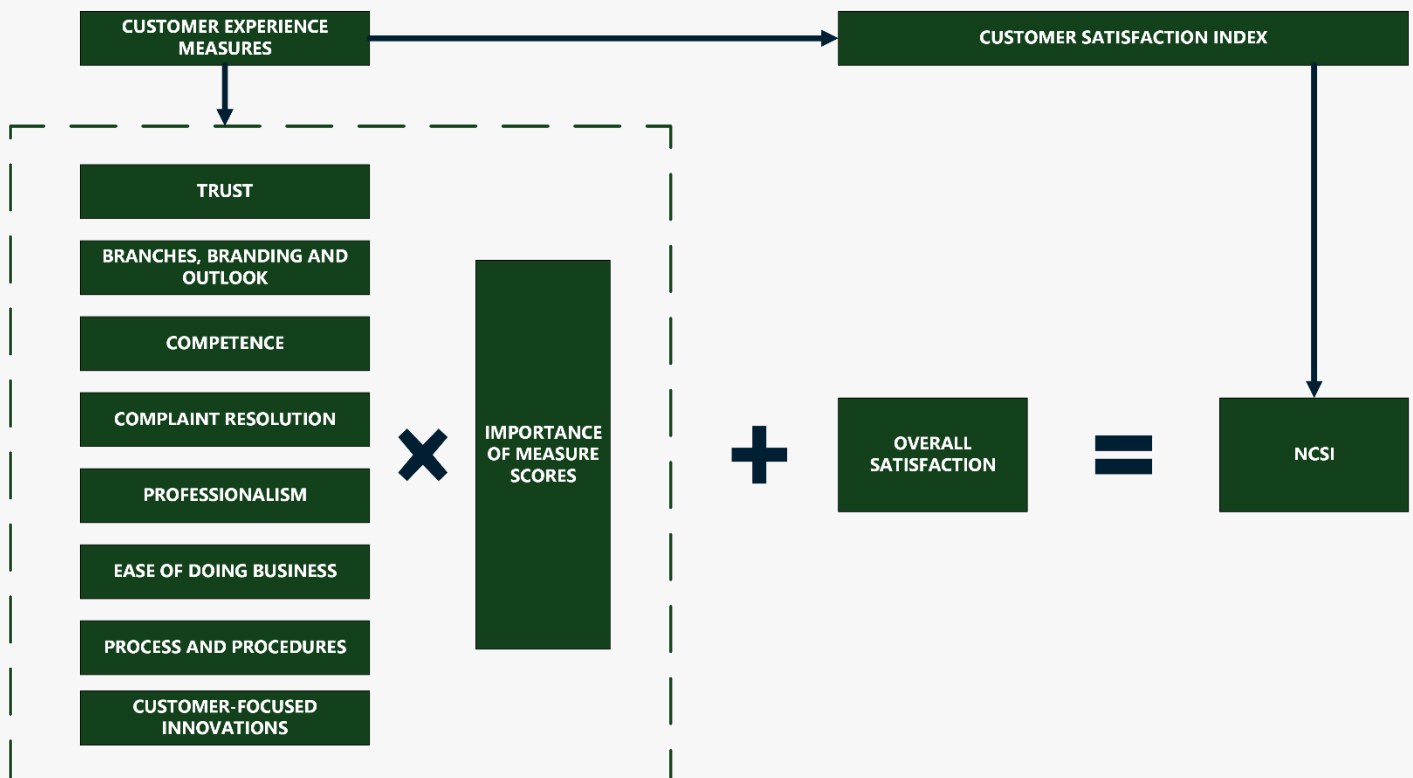 CUSTOMER EXPERIENCE
MEASURES
CUSTOMER SATISFACTION INDEX
TRUST
BRANCHES, BRANDING AND
OUTLOOK
COMPETENCE
COMPLAINT RESOLUTION
PROFESSIONALISM
EASE OF DOING BUSINESS
PROCESS AND PROCEDURES
CUSTOMER-FOCUSED
INNOVATIONS
×
IMPORTANCE
OF MEASURE
SCORES
+
OVERALL
SATISFACTION
=
NCSI